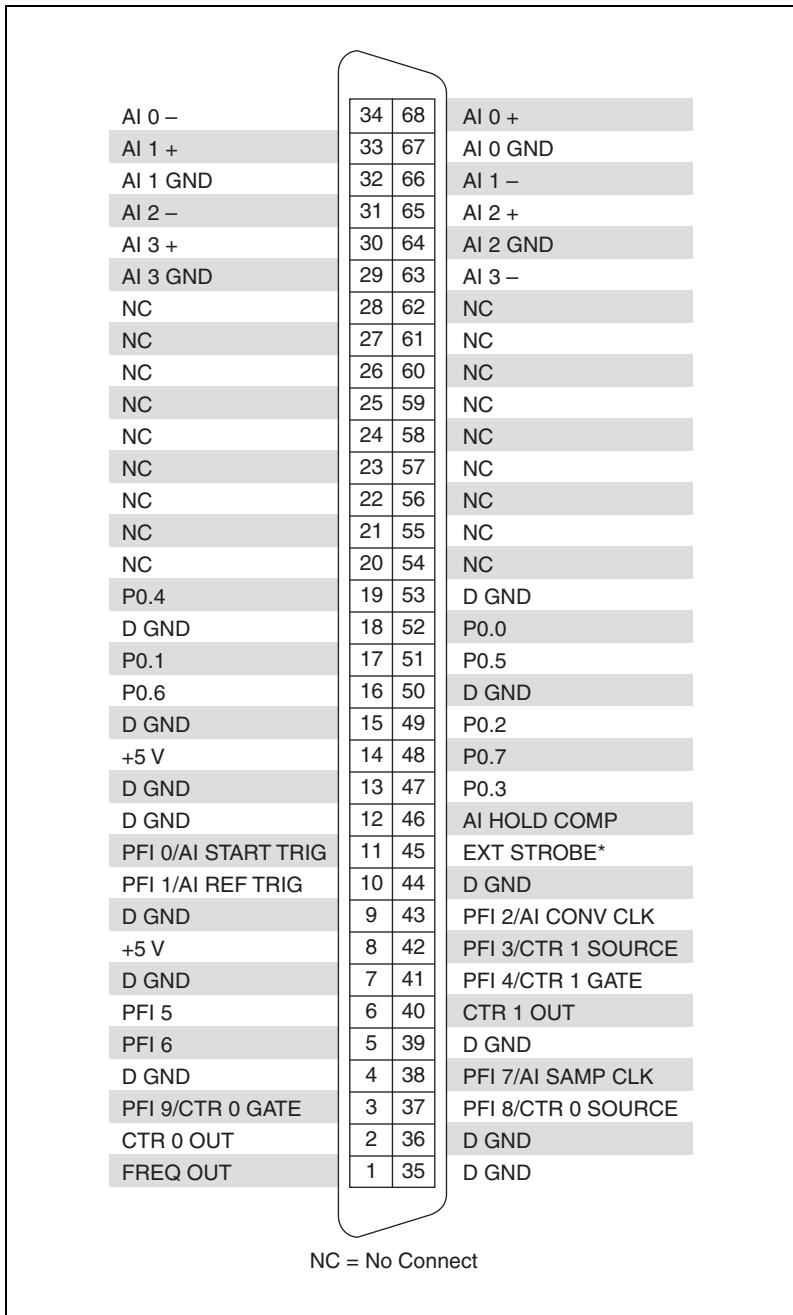 AI 0 – 34 68 AI 0 +
AI 1 + 33 67 AI 0 GND
AI 1 GND 32 66 AI 1 –
AI 2 – 31 65 AI 2 +
AI 3 + 30 64 AI 2 GND
AI 3 GND 29 63 AI 3 –
NC 28 62 NC
NC 27 61 NC
NC 26 60 NC
NC 25 59 NC
NC 24 58 NC
NC 23 57 NC
NC 22 56 NC
NC 21 55 NC
NC 20 54 NC
P0.4 19 53 D GND
D GND 18 52 P0.0
P0.1 17 51 P0.5
P0.6 16 50 D GND
D GND 15 49 P0.2
+5 V 14 48 P0.7
D GND 13 47 P0.3
D GND 12 46 AI HOLD COMP
PFI 0/AI START TRIG 11 45 EXT STROBE*
PFI 1/AI REF TRIG 10 44 D GND
D GND 9 43 PFI 2/AI CONV CLK
+5 V 8 42 PFI 3/CTR 1 SOURCE
D GND 7 41 PFI 4/CTR 1 GATE
PFI 5 6 40 CTR 1 OUT
PFI 6 5 39 D GND
D GND 4 38 PFI 7/AI SAMP CLK
PFI 9/CTR 0 GATE 3 37 PFI 8/CTR 0 SOURCE
CTR 0 OUT 2 36 D GND
FREQ OUT 1 35 D GND
NC = No Connect